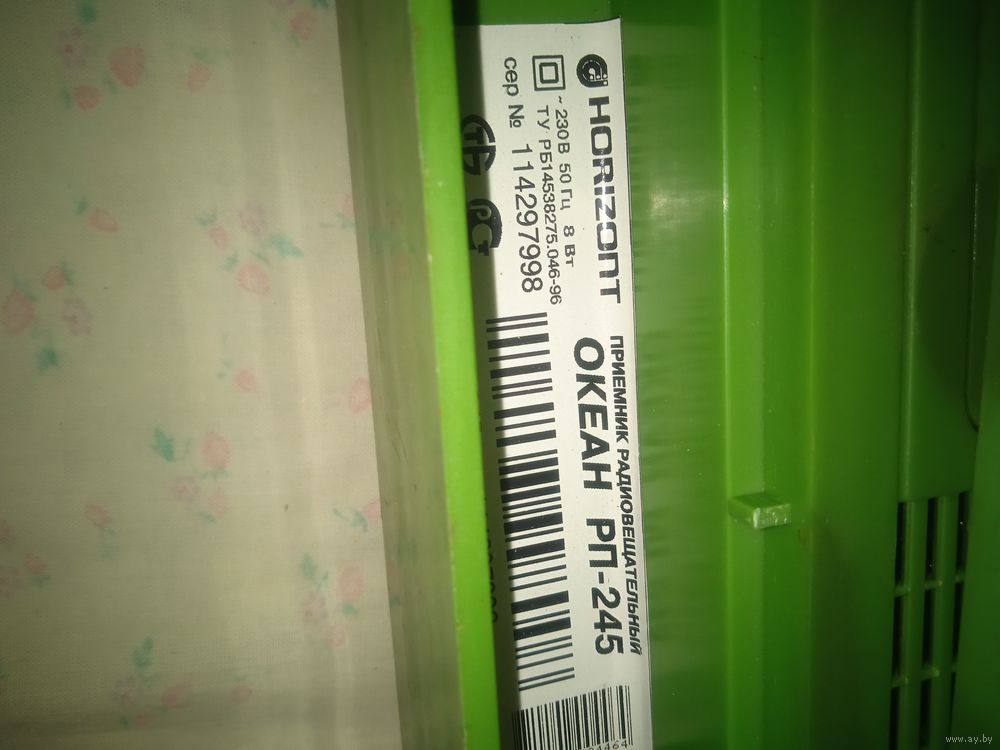 HORIZONT
~ 230В 50 Гц 8 Вт
ТУ РБ14538275.046-96
сер № 114297998
ПРИЕМНИК РАДИОВЕЩАТЕЛЬНЫЙ
ОКЕАН РП-245
www.ay.by